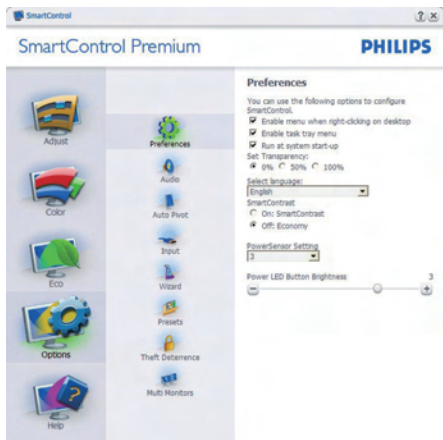 SmartControl
SmartControl Premium
PHILIPS
Adjust
Color
Eco
Options
Help
Preferences
Audio
Auto Pivot
Input
Wizard
Presets
Theft Deterrence
Multi Monitors
Preferences
You can use the following options to configure
SmartControl.
Enable menu when right-clicking on desktop
Enable task tray menu
Run at system start-up
Set Transparency:
0% 50% 100%
Select language:
English
SmartContrast
On: SmartContrast
Off: Economy
PowerSensor Setting
3
Power LED Button Brightness 3